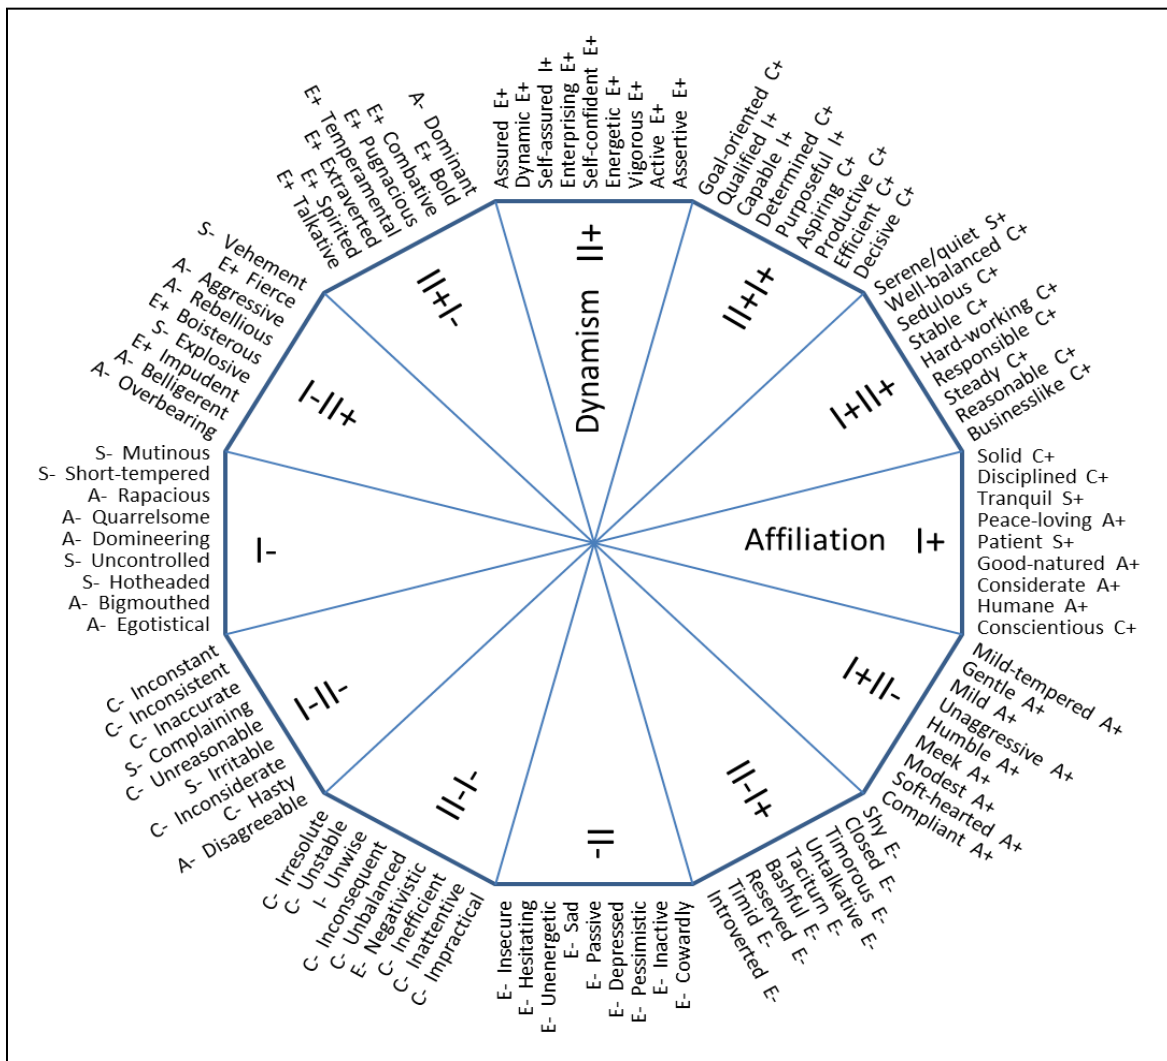 Assured E+
Dynamic E+
Self-assured I+
Enterprising E+
Self-confident E+
Energetic E+
Vigorous E+
Active E+
Assertive E+
Goal-oriented C+
Qualified I+
Capable I+
Determined C+
Purposeful I+
Aspiring C+
Productive C+
Efficient C+
Decisive C+
Serene/quiet S+
Well-balanced C+
Sedulous C+
Stable C+
Hard-working C+
Responsible C+
Steady C+
Reasonable C+
Businesslike C+
Solid C+
Disciplined C+
Tranquil S+
Peace-loving A+
Patient S+
Good-natured A+
Considerate A+
Humane A+
Conscientious C+
Mild-tempered A+
Gentle A+
Mild A+
Unaggressive A+
Humble A+
Meek A+
Modest A+
Soft-hearted A+
Compliant A+
Shy E-
Closed E-
Timorous E-
Untalkative E-
Taciturn E-
Bashful E-
Reserved E-
Timid E-
Introverted E-
E- Cowardly
E- Inactive
E- Pessimistic
E- Depressed
E- Passive
E- Sad
E- Unenergetic
E- Hesitating
E- Insecure
C- Impractical
C- Inattentive
C- Inefficient
E- Negativistic
C- Unbalanced
C- Inconsequent
I- Unwise
C- Unstable
C- Irresolute
A- Disagreeable
C- Hasty
A- Inconsiderate
S- Irritable
C- Unreasonable
S- Complaining
C- Inaccurate
C- Inconsistent
C- Inconstant
A- Egotistical
A- Bigmouthed
S- Hotheaded
S- Uncontrolled
A- Domineering
A- Quarrelsome
A- Rapacious
S- Short-tempered
S- Mutinous
A- Overbearing
A- Belligerent
E+ Impudent
S- Explosive
E+ Boisterous
A- Rebellious
A- Aggressive
E+ Fierce
S- Vehement
E+ Talkative
E+ Spirited
E+ Extraverted
E+ Temperamental
E+ Pugnacious
E+ Combative
E+ Bold
A- Dominant
Dynamism II+
II+I+
I+II+
Affiliation I+
I+II-
II-I+
II-
II-I-
I-II-
I-
I-II+
II+I-